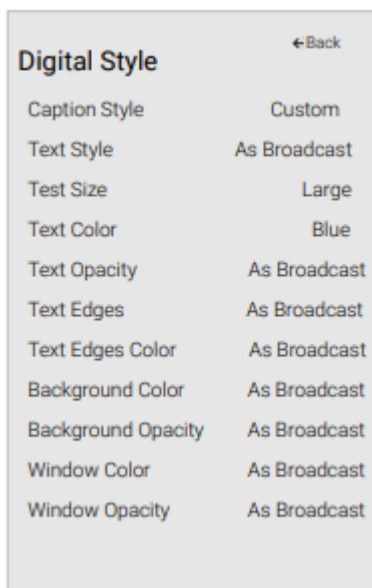 ←Back
Digital Style
Caption Style Custom
Text Style As Broadcast
Test Size Large
Text Color Blue
Text Opacity As Broadcast
Text Edges As Broadcast
Text Edges Color As Broadcast
Background Color As Broadcast
Background Opacity As Broadcast
Window Color As Broadcast
Window Opacity As Broadcast